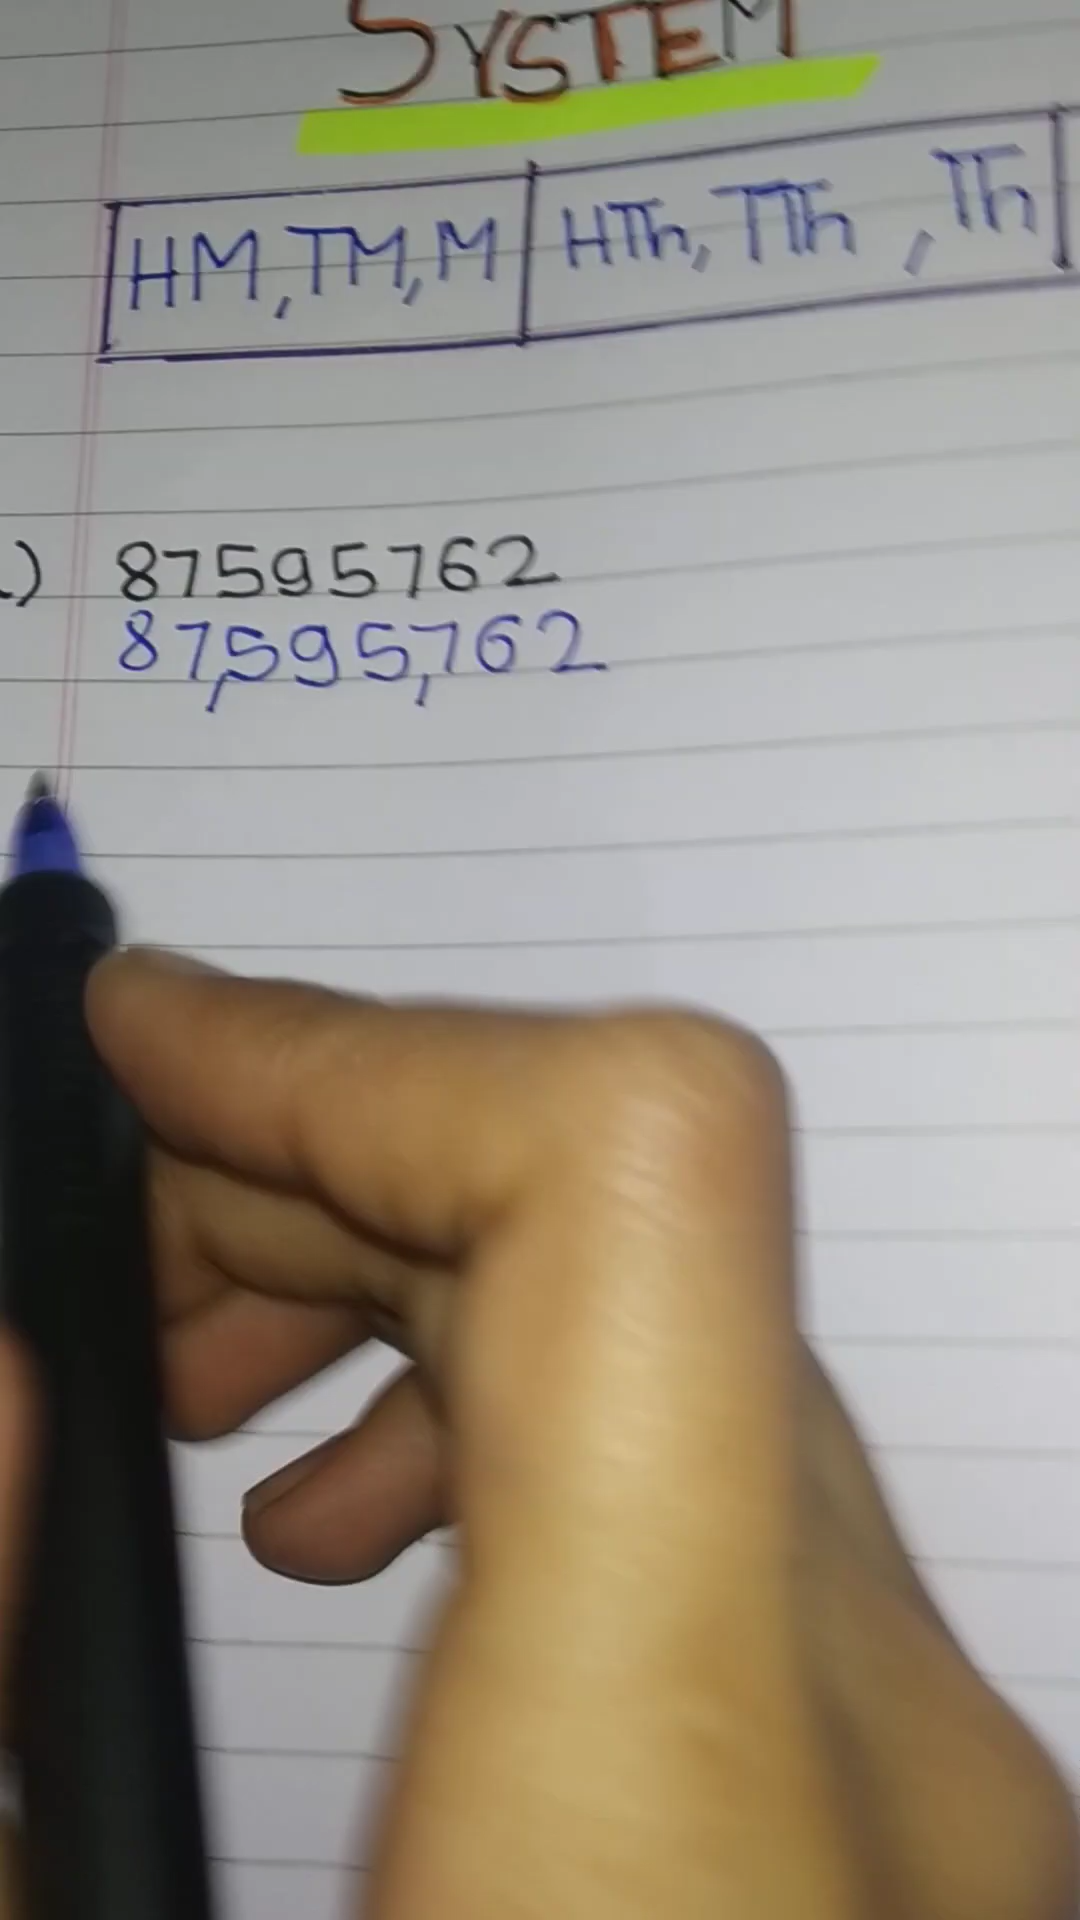 SYSTEM
HM, TM, M HTh, TTh, Th
.) 87595762
87,595,762